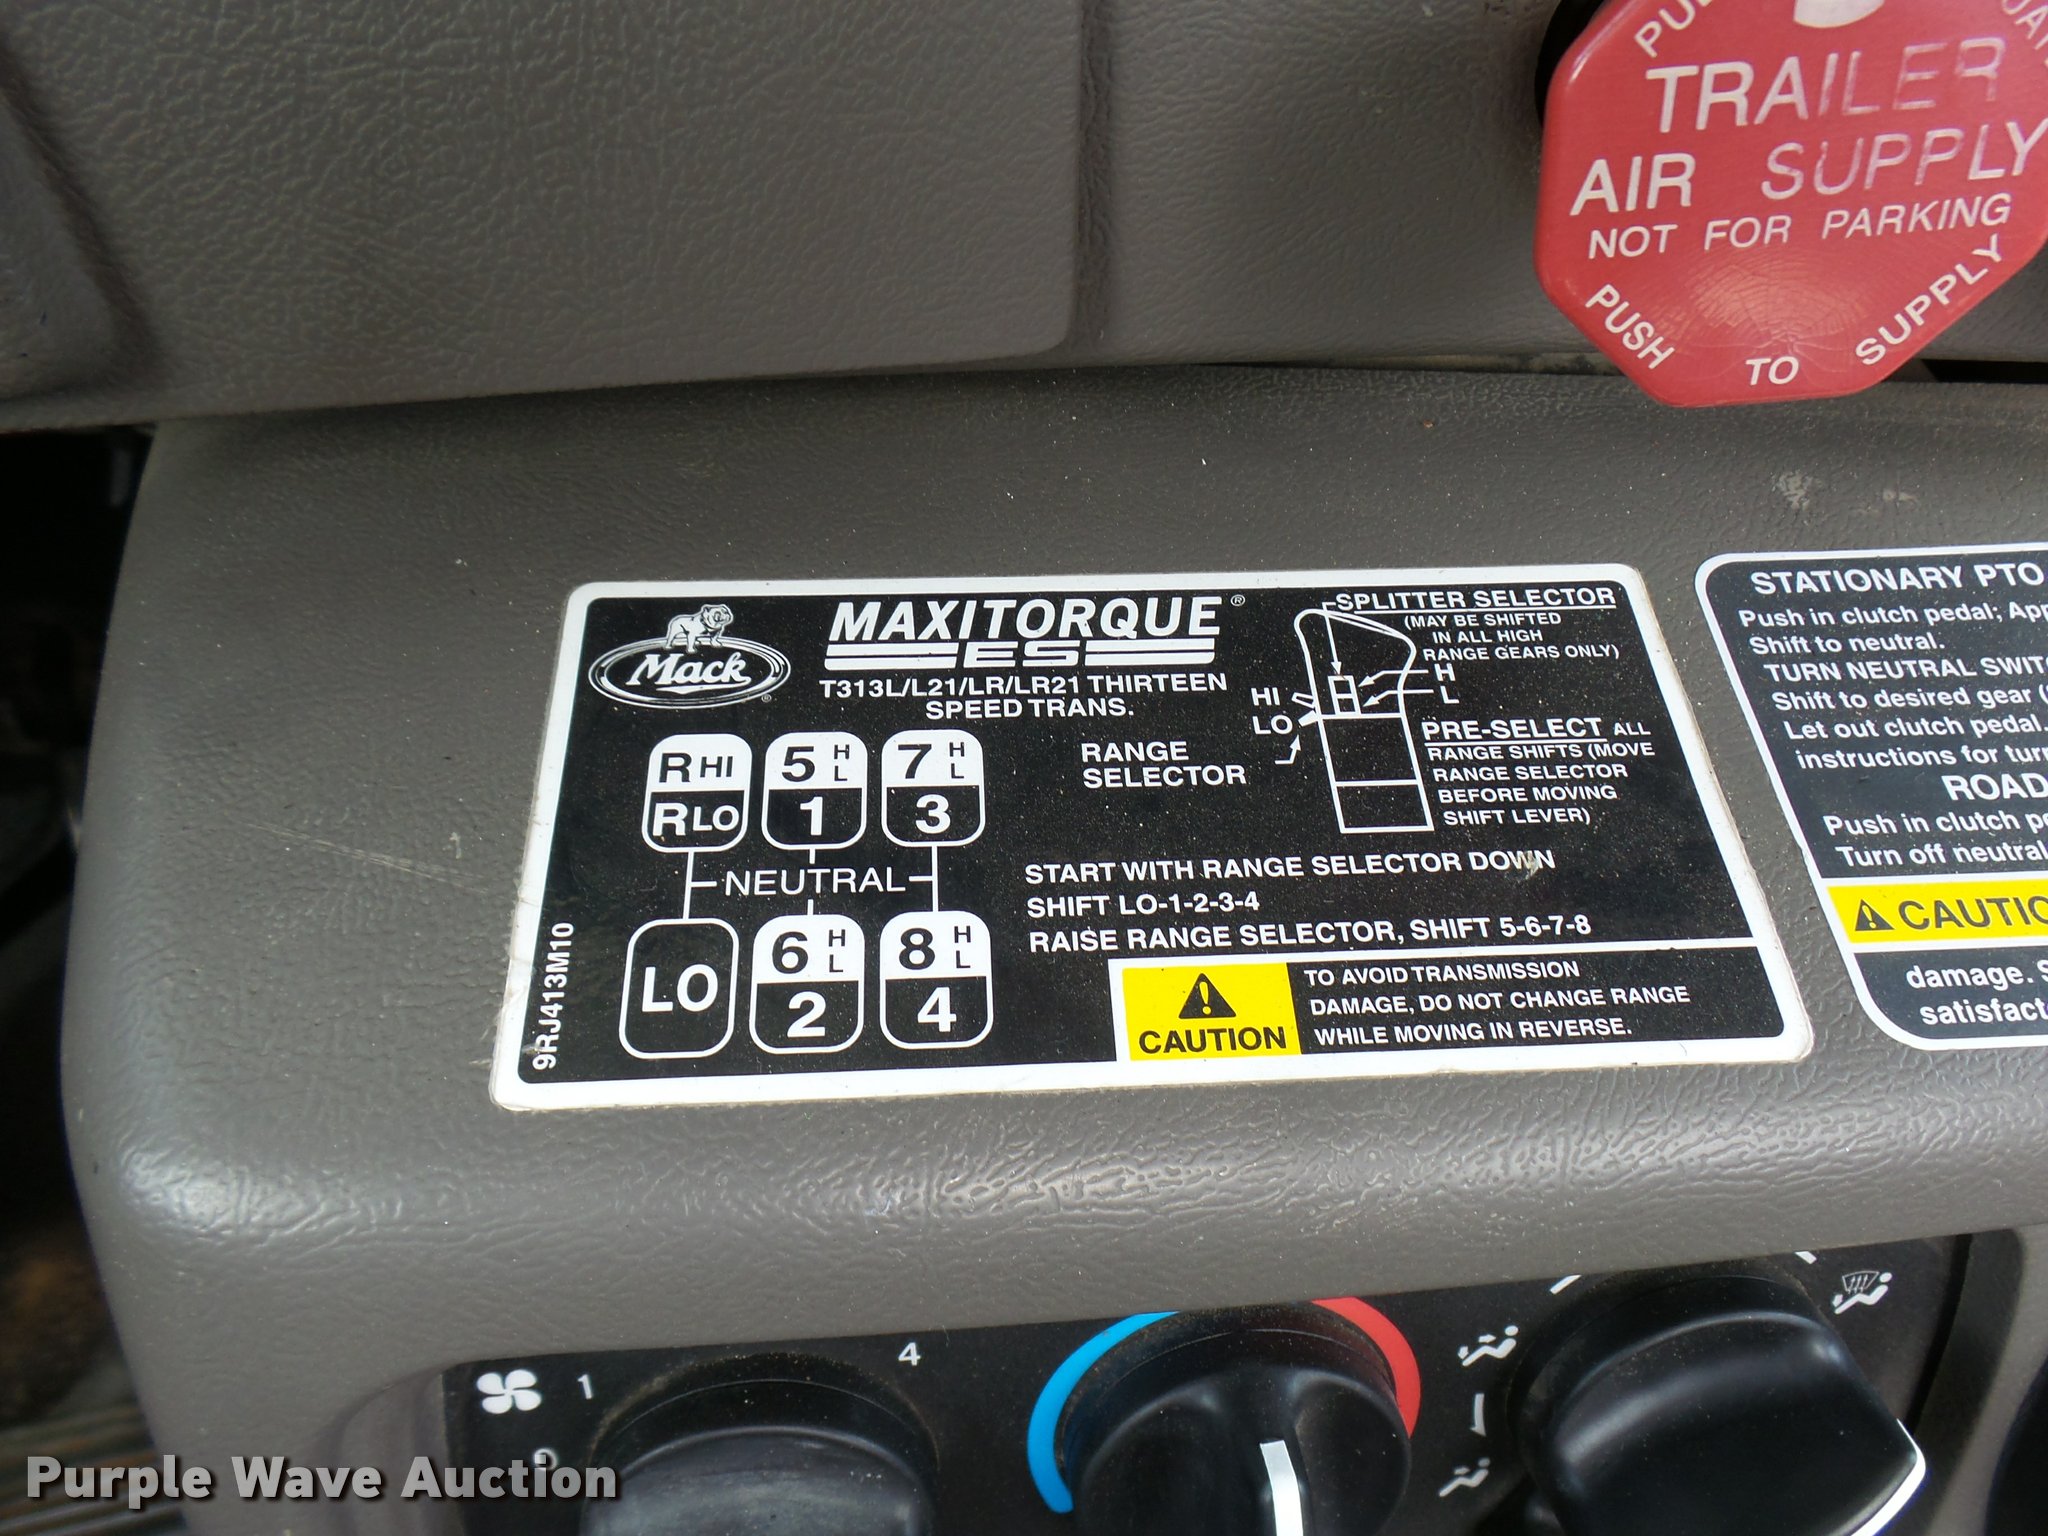 TRAILER
AIR SUPPLY
NOT FOR PARKING
PUSH TO SUPPLY
Mack
®
MAXITORQUE®
ES
T313L/L21/LR/LR21 THIRTEEN
SPEED TRANS.
R HI
R LO
5 H L
1
7 H L
3
NEUTRAL
LO
6 H L
2
8 H L
4
9RJ413M10
SPLITTER SELECTOR
(MAY BE SHIFTED
IN ALL HIGH
RANGE GEARS ONLY)
H
L
HI
LO
RANGE
SELECTOR
PRE-SELECT ALL
RANGE SHIFTS (MOVE
RANGE SELECTOR
BEFORE MOVING
SHIFT LEVER)
START WITH RANGE SELECTOR DOWN
SHIFT LO-1-2-3-4
RAISE RANGE SELECTOR, SHIFT 5-6-7-8
CAUTION
TO AVOID TRANSMISSION
DAMAGE, DO NOT CHANGE RANGE
WHILE MOVING IN REVERSE.
STATIONARY PTO
Push in clutch pedal;
Shift to neutral.
TURN NEUTRAL
Shift to desired gear
Let out clutch pedal.
instructions for
ROAD
Push in clutch
Turn off neutral
damage.
1
4
Purple Wave Auction